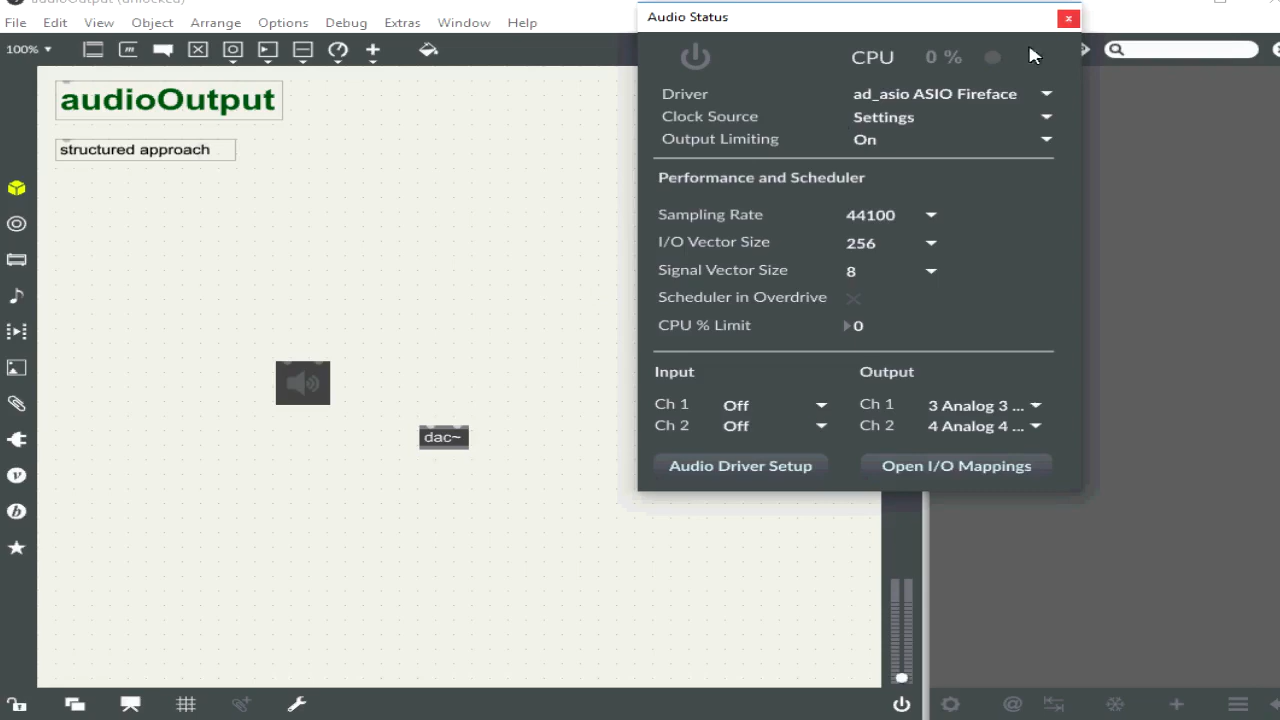 audioOutput (unlocked)
File Edit View Object Arrange Options Debug Extras Window Help
100%
audioOutput
structured approach
dac~
Audio Status
CPU 0 %
Driver ad_asio ASIO Fireface
Clock Source Settings
Output Limiting On
Performance and Scheduler
Sampling Rate 44100
I/O Vector Size 256
Signal Vector Size 8
Scheduler in Overdrive
CPU % Limit 0
Input Output
Ch 1 Off Ch 1 3 Analog 3 ...
Ch 2 Off Ch 2 4 Analog 4 ...
Audio Driver Setup Open I/O Mappings